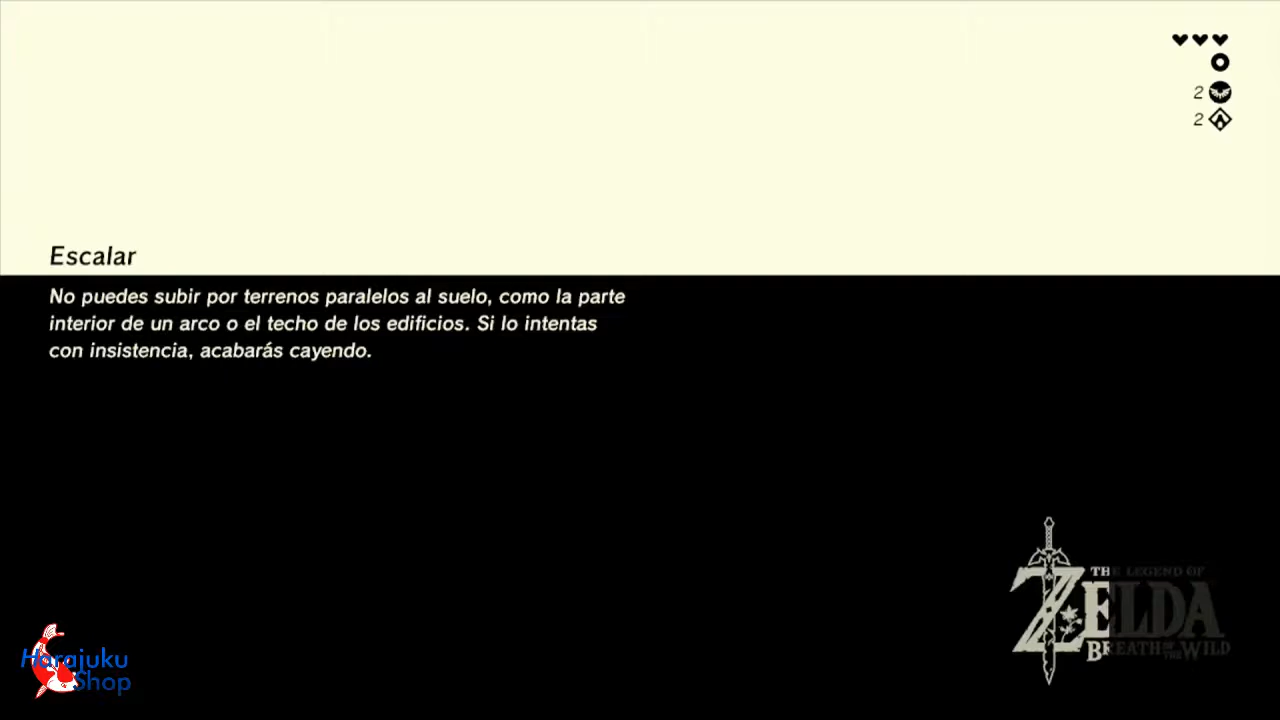 2
2
Escalar
No puedes subir por terrenos paralelos al suelo, como la parte
interior de un arco o el techo de los edificios. Si lo intentas
con insistencia, acabarás cayendo.
THE LEGEND OF
ZELDA
BREATH OF THE WILD
Harajuku
Shop